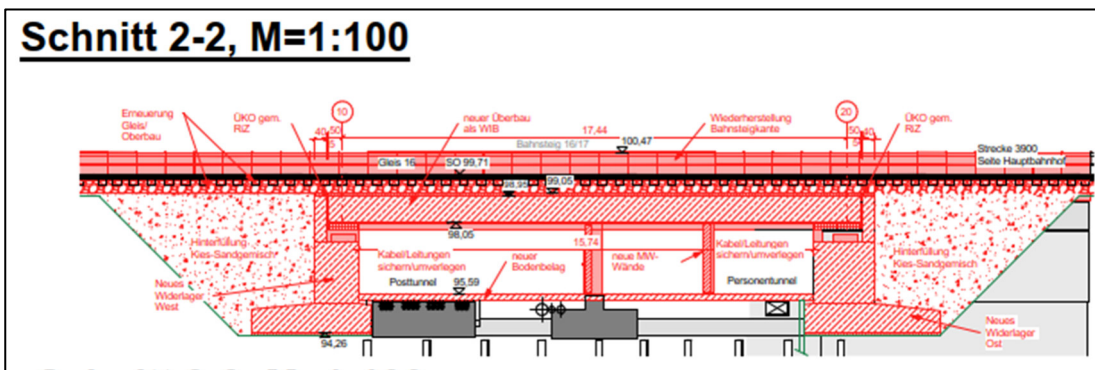 Schnitt 2-2, M=1:100
Erneuerung
Gleis/
Oberbau
ÜKO gem.
RIZ
40
50
5
10
neuer Überbau
als WIB
17,44
Bahnsteig 16/17
100,47
Wiederherstellung
Bahnsteigkante
20
50
40
5
ÜKO gem.
RIZ
Strecke 3900
Seite Hauptbahnhof
Gleis 16
SO 99,71
98,95
99,05
98,05
15,74
Hinterfüllung
Kies-Sandgemisch
Kabel/Leitungen
sichern/umverlegen
neuer
Bodenbelag
neue MW-
Wände
Kabel/Leitungen
sichern/umverlegen
Hinterfüllung
Kies-Sandgemisch
Posttunnel
95,59
Personentunnel
Neues
Widerlager
West
94,26
Neues
Widerlager
Ost